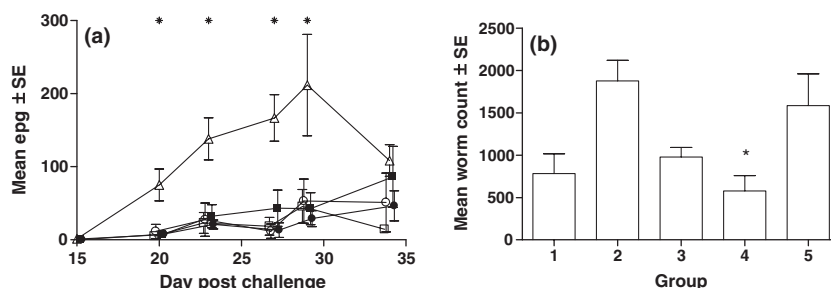 (a)
* * * *
Mean epg ± SE
300
200
100
0
15 20 25 30 35
Day post challenge
(b)
Mean worm count ± SE
2500
2000
1500
1000
500
0
*
1 2 3 4 5
Group